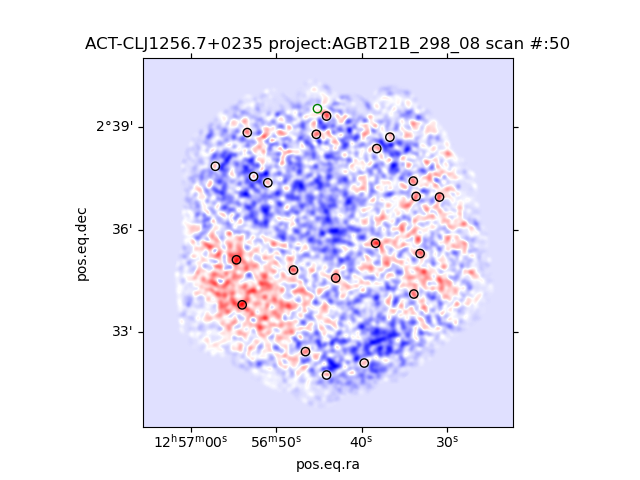 ACT-CLJ1256.7+0235 project:AGBT21B_298_08 scan #:50
2°39'
36'
33'
pos.eq.dec
12ʰ57ᵐ00ˢ 56ᵐ50ˢ 40ˢ 30ˢ
pos.eq.ra